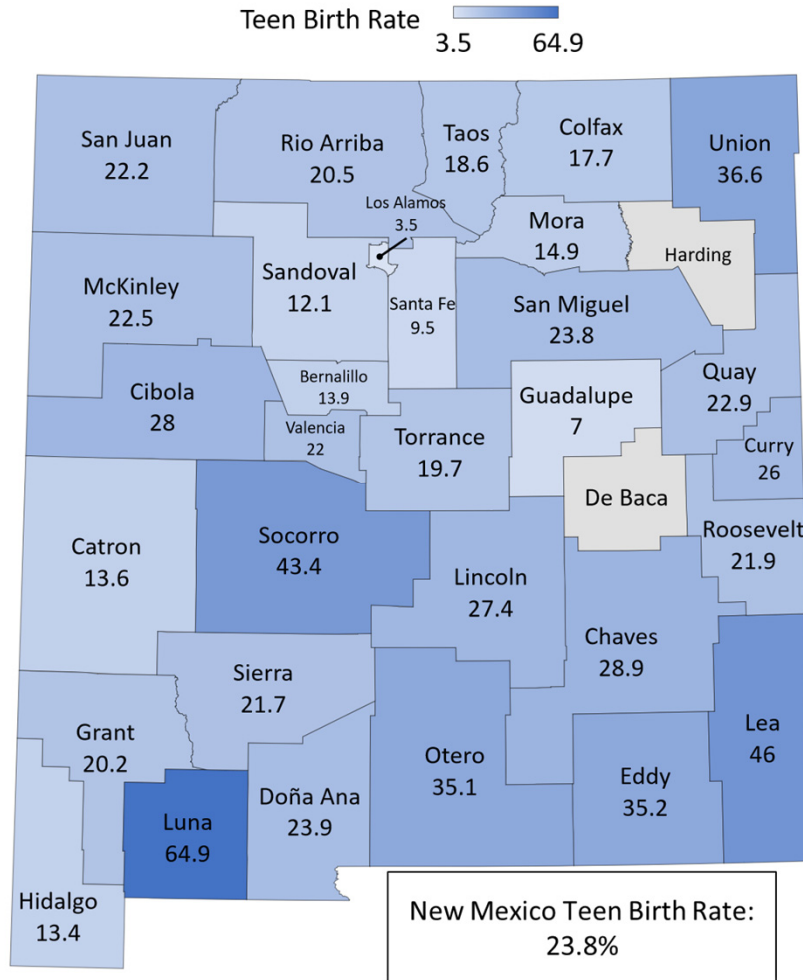 Teen Birth Rate
3.5 64.9
San Juan
22.2
Rio Arriba
20.5
Taos
18.6
Colfax
17.7
Union
36.6
Los Alamos
3.5
Mora
14.9
Harding
McKinley
22.5
Sandoval
12.1
Santa Fe
9.5
San Miguel
23.8
Cibola
28
Bernalillo
13.9
Valencia
22
Torrance
19.7
Guadalupe
7
Quay
22.9
Curry
26
De Baca
Catron
13.6
Socorro
43.4
Lincoln
27.4
Roosevelt
21.9
Chaves
28.9
Sierra
21.7
Grant
20.2
Luna
64.9
Doña Ana
23.9
Otero
35.1
Eddy
35.2
Lea
46
Hidalgo
13.4
New Mexico Teen Birth Rate:
23.8%